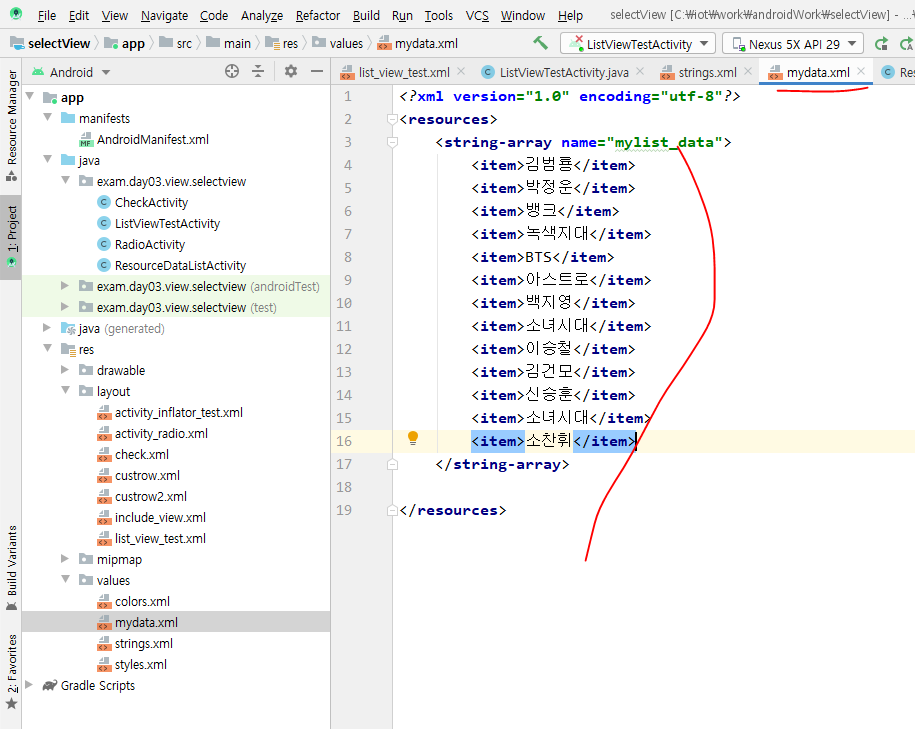 File Edit View Navigate Code Analyze Refactor Build Run Tools VCS Window Help selectView [C:₩iot₩work₩androidWork₩selectView] - ...₩
selectView app src main res values mydata.xml ListViewTestActivity Nexus 5X API 29
Android list_view_test.xml ListViewTestActivity.java strings.xml mydata.xml Res
Resource Manager
1: Project
Build Variants
2: Favorites
app
manifests
AndroidManifest.xml
java
exam.day03.view.selectview
CheckActivity
ListViewTestActivity
RadioActivity
ResourceDataListActivity
exam.day03.view.selectview (androidTest)
exam.day03.view.selectview (test)
java (generated)
res
drawable
layout
activity_inflator_test.xml
activity_radio.xml
check.xml
custrow.xml
custrow2.xml
include_view.xml
list_view_test.xml
mipmap
values
colors.xml
mydata.xml
strings.xml
styles.xml
Gradle Scripts
1 <?xml version="1.0" encoding="utf-8"?>
2 <resources>
3 <string-array name="mylist_data">
4 <item>김범룡</item>
5 <item>박정운</item>
6 <item>뱅크</item>
7 <item>녹색지대</item>
8 <item>BTS</item>
9 <item>아스트로</item>
10 <item>백지영</item>
11 <item>소녀시대</item>
12 <item>이승철</item>
13 <item>김건모</item>
14 <item>신승훈</item>
15 <item>소녀시대</item>
16 <item>소찬휘</item>
17 </string-array>
18
19 </resources>